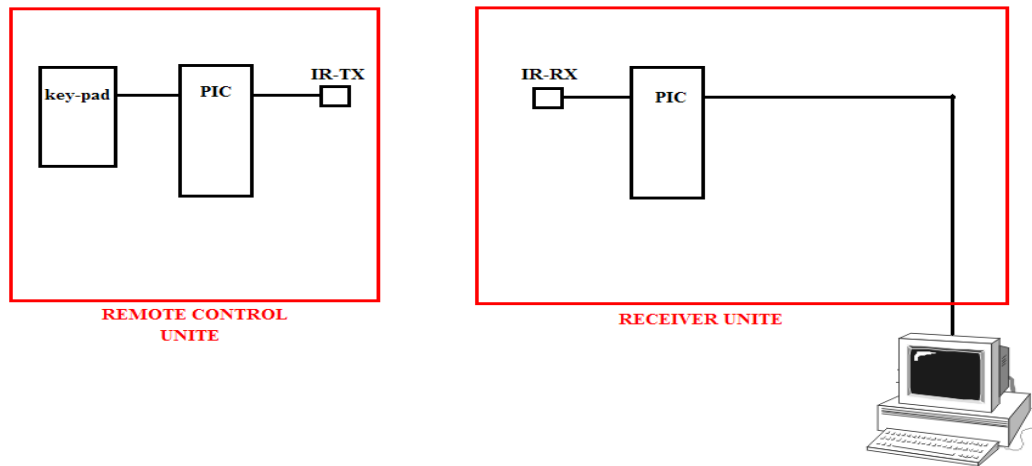 key-pad
PIC
IR-TX
REMOTE CONTROL
UNITE
IR-RX
PIC
RECEIVER UNITE